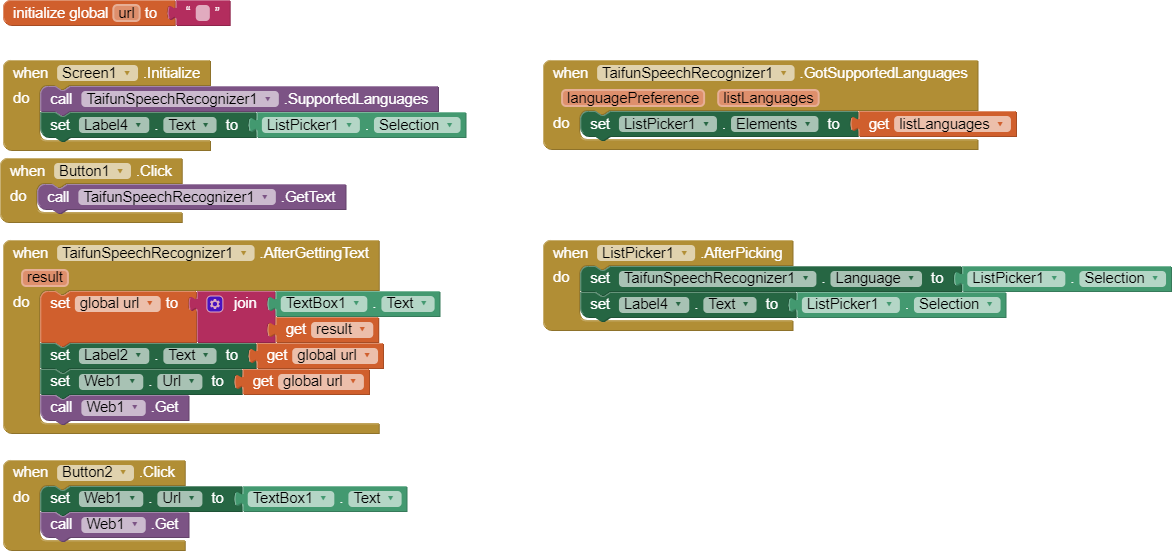 initialize global url to “ ”
when Screen1 .Initialize
do call TaifunSpeechRecognizer1 .SupportedLanguages
set Label4 . Text to ListPicker1 . Selection
when TaifunSpeechRecognizer1 .GotSupportedLanguages
languagePreference listLanguages
do set ListPicker1 . Elements to get listLanguages
when Button1 .Click
do call TaifunSpeechRecognizer1 .GetText
when TaifunSpeechRecognizer1 .AfterGettingText
result
do set global url to join TextBox1 . Text
get result
set Label2 . Text to get global url
set Web1 . Url to get global url
call Web1 .Get
when ListPicker1 .AfterPicking
do set TaifunSpeechRecognizer1 . Language to ListPicker1 . Selection
set Label4 . Text to ListPicker1 . Selection
when Button2 .Click
do set Web1 . Url to TextBox1 . Text
call Web1 .Get